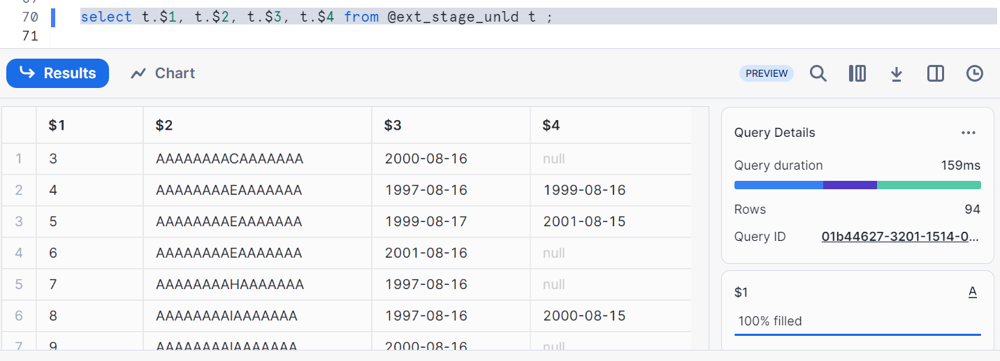 70 select t.$1, t.$2, t.$3, t.$4 from @ext_stage_unld t ;
71
Results Chart PREVIEW
$1 $2 $3 $4
1 3 AAAAAAAACAAAAAAA 2000-08-16 null
2 4 AAAAAAAAEAAAAAAA 1997-08-16 1999-08-16
3 5 AAAAAAAAEAAAAAAA 1999-08-17 2001-08-15
4 6 AAAAAAAAEAAAAAAA 2001-08-16 null
5 7 AAAAAAAAHAAAAAAA 1997-08-16 null
6 8 AAAAAAAAIAAAAAAA 1997-08-16 2000-08-15
7 9 AAAAAAAAIAAAAAAA 2000-08-16 null
Query Details
Query duration 159ms
Rows 94
Query ID 01b44627-3201-1514-0...
$1 A
100% filled